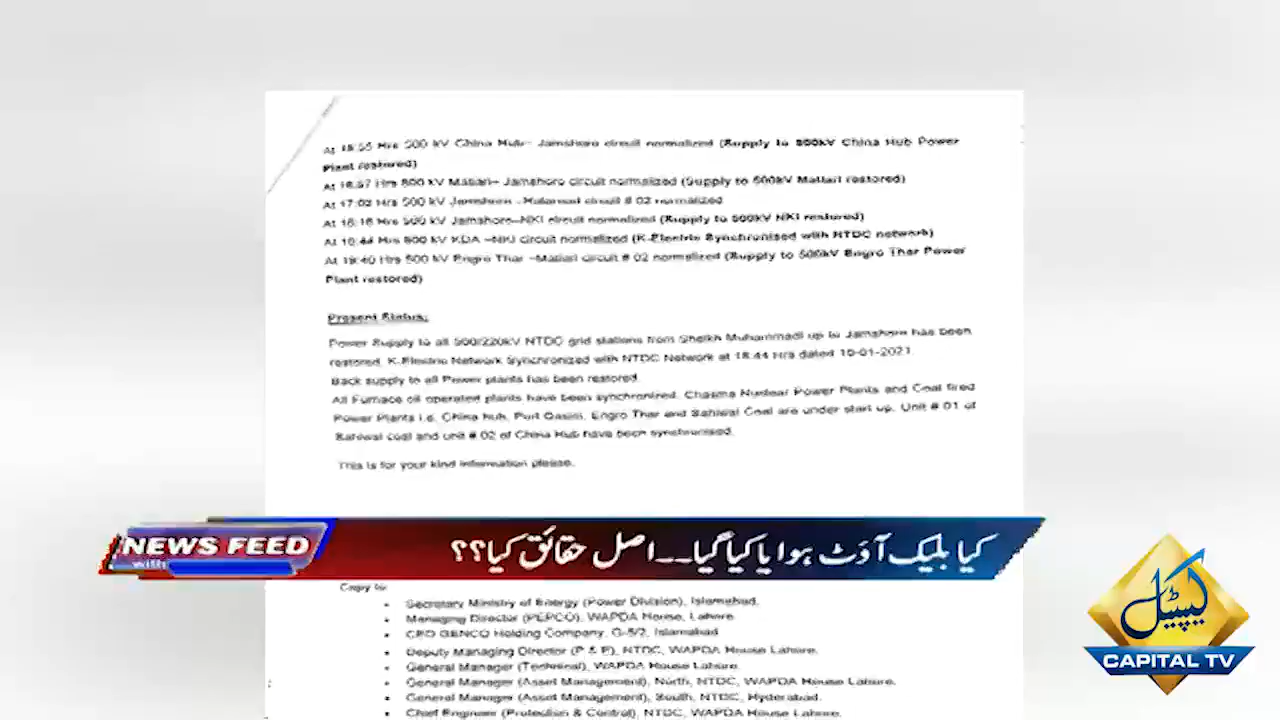 At 16:55 Hrs 500 kV China Hub– Jamshoro circuit normalized (Supply to 500kV China Hub Power
Plant restored)
At 16:57 Hrs 500 kV Matiari– Jamshoro circuit normalized (Supply to 500kV Matiari restored)
At 17:02 Hrs 500 kV Jamshoro - circuit # 02 normalized
At 18:16 Hrs 500 kV Jamshoro–NKI circuit normalized (Supply to 500kV NKI restored)
At 18:44 Hrs 500 kV KDA –NKI circuit normalized (K-Electric Synchronized with NTDC network)
At 19:40 Hrs 500 kV Engro Thar –Matiari circuit # 02 normalized (Supply to 500kV Engro Thar Power
Plant restored)
Present Status:
Power Supply to all 500/220kV NTDC grid stations from Sheikh Muhammadi up to Jamshoro has been
restored. K-Electric Network Synchronized with NTDC Network at 18:44 Hrs dated 10-01-2021.
Back supply to all Power plants has been restored.
All Furnace oil operated plants have been synchronized. Chasma Nuclear Power Plants and Coal fired
Power Plants i.e. China hub, Port Qasim, Engro Thar and Sahiwal Coal are under start up. Unit # 01 of
Sahiwal coal and unit # 02 of China Hub have been synchronised.
This is for your kind information please.
NEWS FEED
with
کیا بلیک آؤٹ ہوا یا کیا گیا۔۔۔اصل حقائق کیا؟؟
Copy to:
• Secretary Ministry of Energy (Power Division), Islamabad.
• Managing Director (PEPCO), WAPDA House, Lahore
• CEO GENCO Holding Company, G-5/2, Islamabad
• Deputy Managing Director (P & E), NTDC, WAPDA House Lahore.
• General Manager (Technical), WAPDA House Lahore.
• General Manager (Asset Management), North, NTDC, WAPDA House Lahore.
• General Manager (Asset Management), South, NTDC, Hyderabad.
• Chief Engineer (Protection & Control), NTDC, WAPDA House Lahore.
کیپیٹل
CAPITAL TV